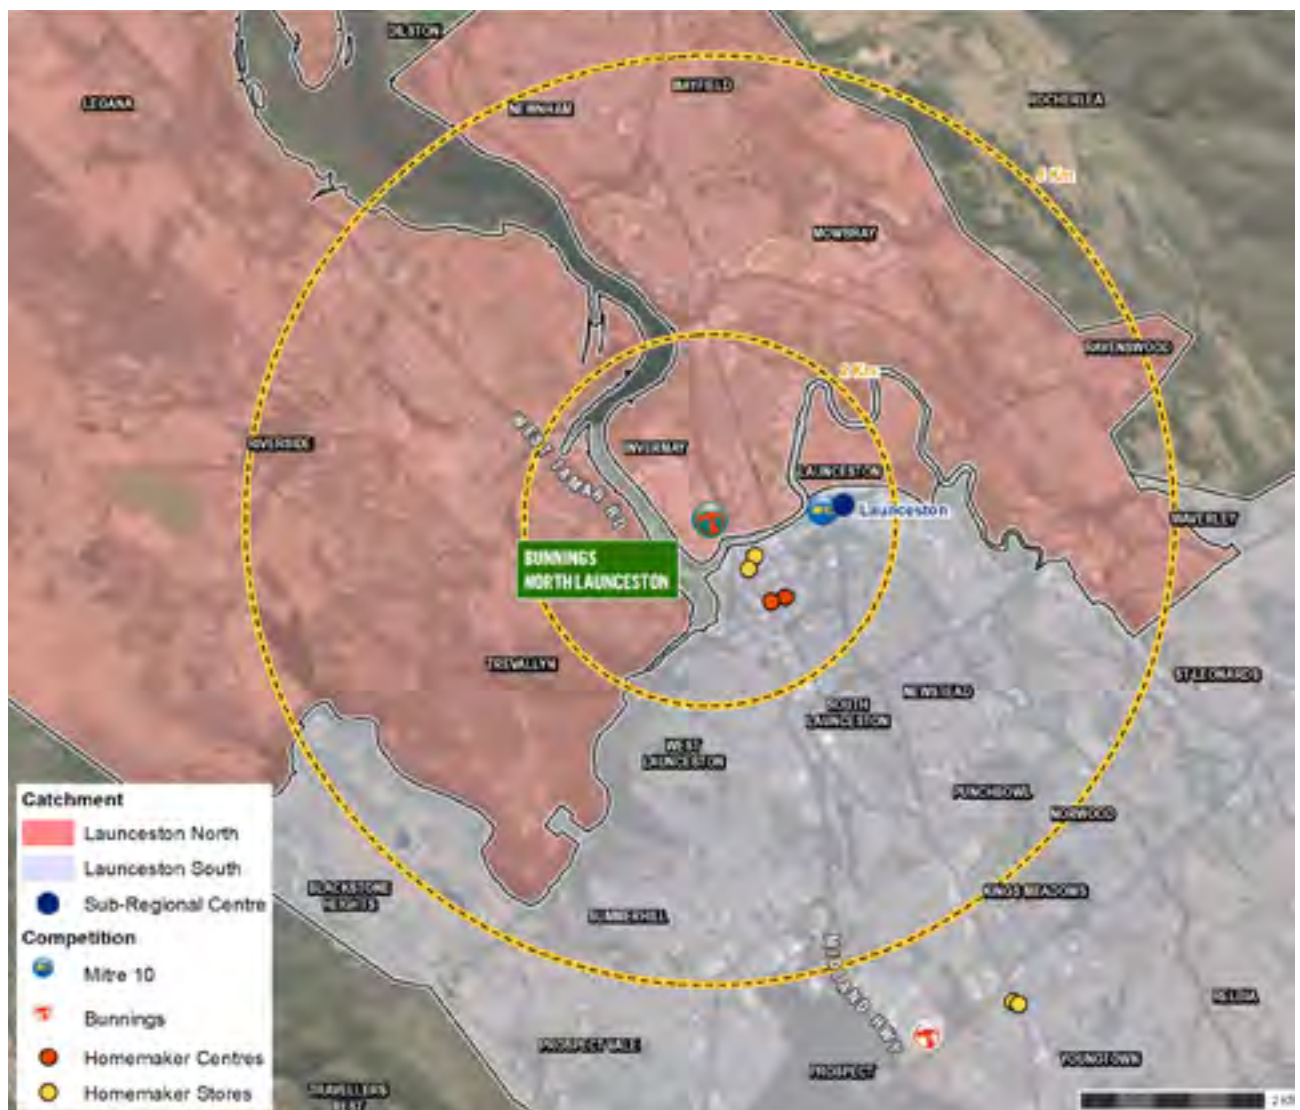 DILSTON
LEGANA
NEWNHAM
MAYFIELD
ROCHERLEA
Km
MOWBRAY
RAVENSWOOD
2 Km
RIVERSIDE
WEST TAMAR RD
INVERMAY
LAUNCESTON
Launceston
WAVERLEY
BUNNINGS
NORTH LAUNCESTON
TREVALLYN
ST LEONARDS
NEWSTEAD
SOUTH
LAUNCESTON
WEST
LAUNCESTON
PUNCHBOWL
NORWOOD
BLACKSTONE
HEIGHTS
KINGS MEADOWS
SUMMERHILL
MIDLAND HWY
RELBIA
PROSPECT VALE
PROSPECT
YOUNGTOWN
TRAVELLERS
REST
2 K
Catchment
Launceston North
Launceston South
Sub-Regional Centre
Competition
Mitre 10
Bunnings
Homemaker Centres
Homemaker Stores